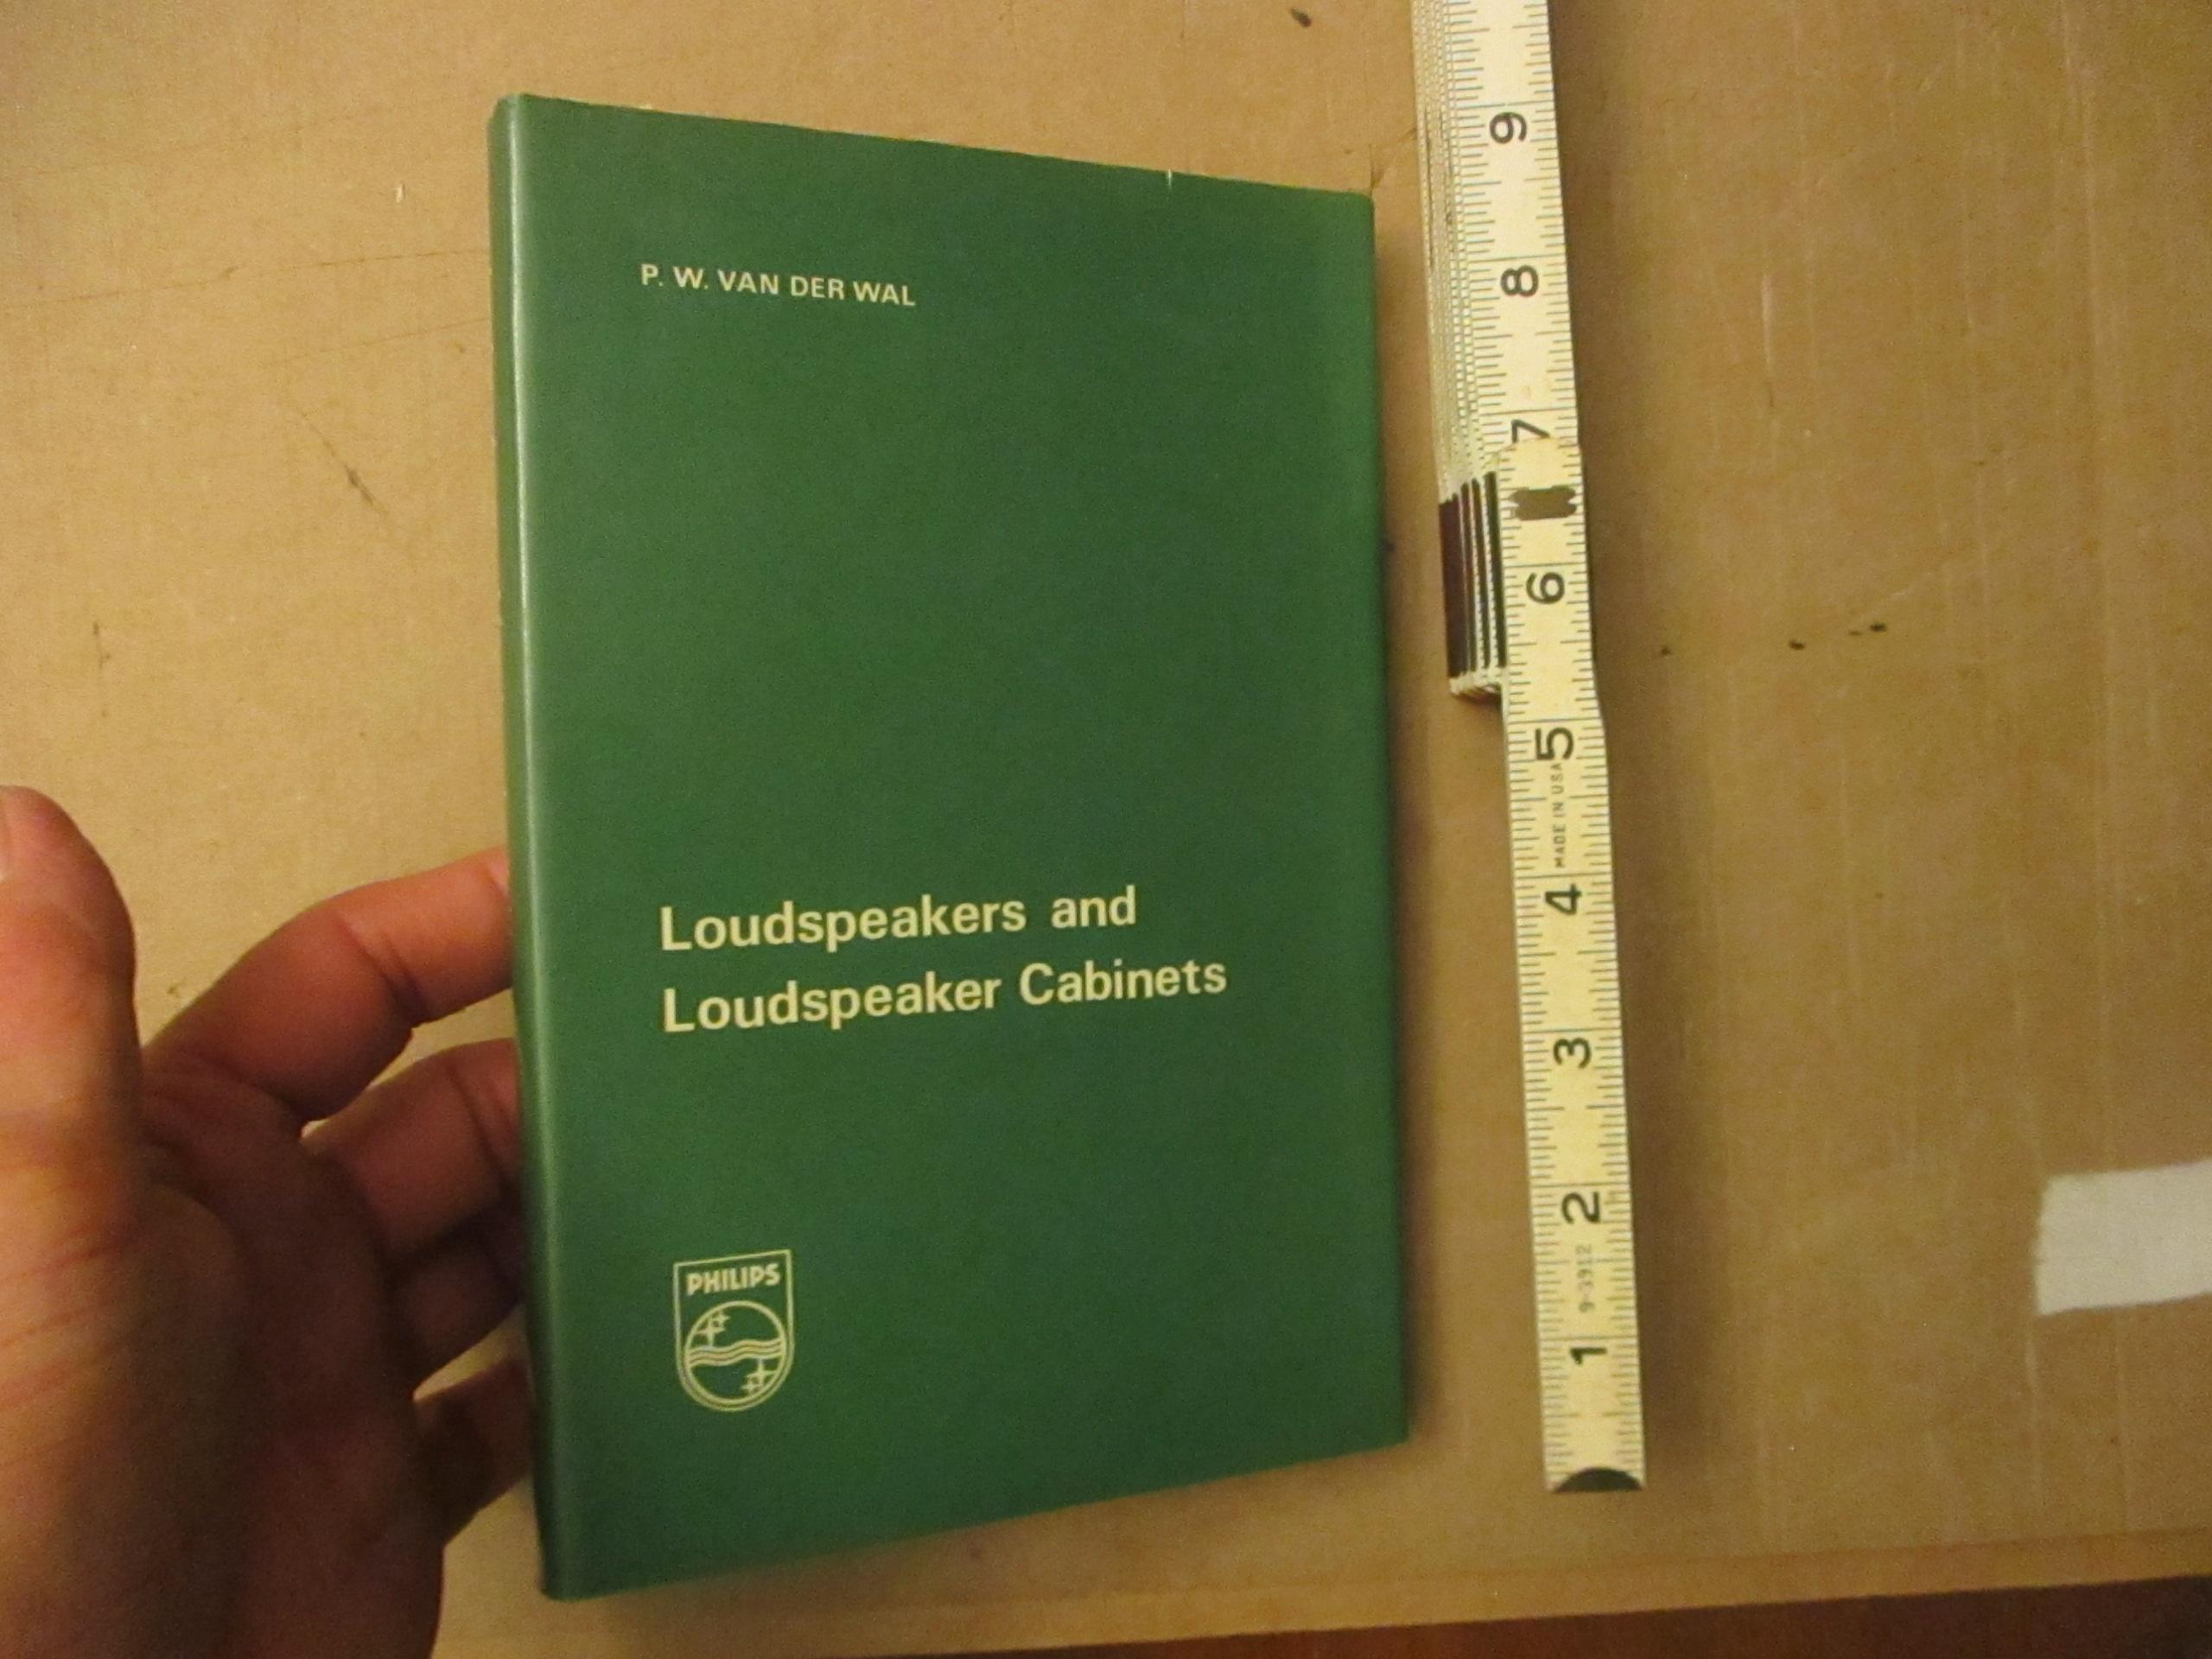 P. W. VAN DER WAL
Loudspeakers and
Loudspeaker Cabinets
PHILIPS
9
8
7
6
5
MADE IN USA
4
3
2
9-3912
1